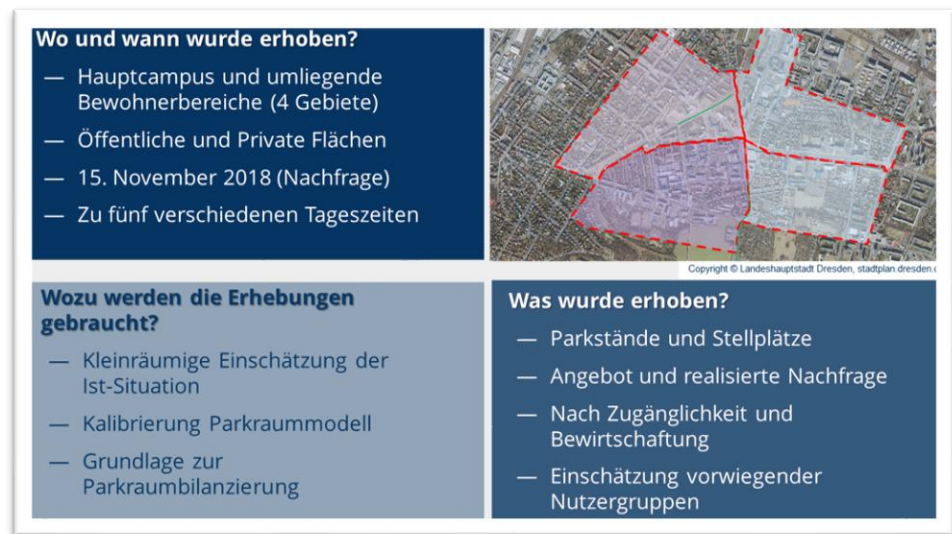 Wo und wann wurde erhoben?
— Hauptcampus und umliegende
Bewohnerbereiche (4 Gebiete)
— Öffentliche und Private Flächen
— 15. November 2018 (Nachfrage)
— Zu fünf verschiedenen Tageszeiten
Copyright © Landeshauptstadt Dresden, stadtplan.dresden.
Wozu werden die Erhebungen
gebraucht?
— Kleinräumige Einschätzung der
Ist-Situation
— Kalibrierung Parkraummodell
— Grundlage zur
Parkraumbilanzierung
Was wurde erhoben?
— Parkstände und Stellplätze
— Angebot und realisierte Nachfrage
— Nach Zugänglichkeit und
Bewirtschaftung
— Einschätzung vorwiegender
Nutzergruppen